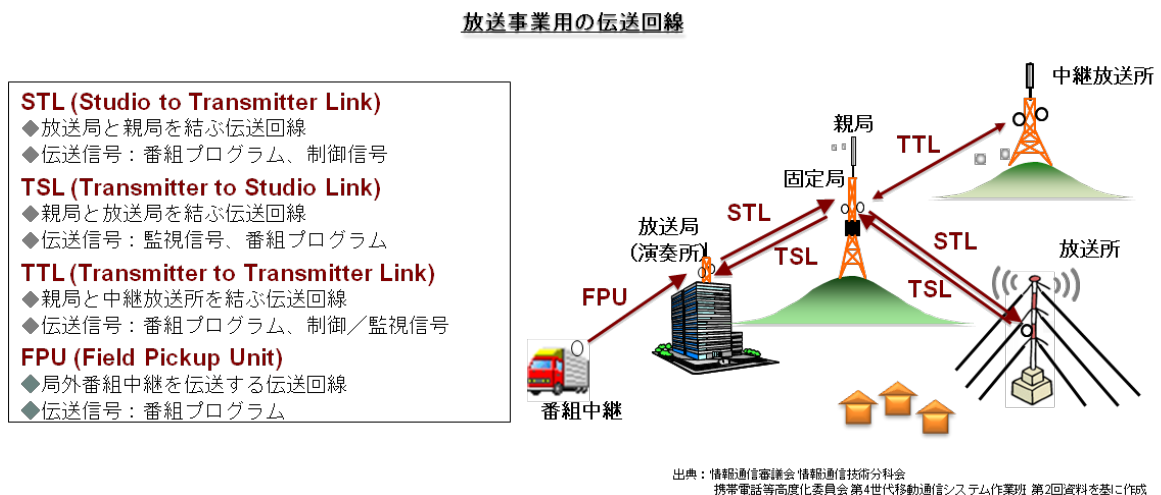 放送事業用の伝送回線
STL (Studio to Transmitter Link)
◆放送局と親局を結ぶ伝送回線
◆伝送信号：番組プログラム、制御信号
TSL (Transmitter to Studio Link)
◆親局と放送局を結ぶ伝送回線
◆伝送信号：監視信号、番組プログラム
TTL (Transmitter to Transmitter Link)
◆親局と中継放送所を結ぶ伝送回線
◆伝送信号：番組プログラム、制御／監視信号
FPU (Field Pickup Unit)
◆局外番組中継を伝送する伝送回線
◆伝送信号：番組プログラム
中継放送所
親局
TTL
固定局
STL
放送局
(演奏所)
TSL
STL
放送所
TSL
FPU
番組中継
出典：情報通信審議会 情報通信技術分科会
携帯電話等高度化委員会 第4世代移動通信システム作業班 第2回資料を基に作成